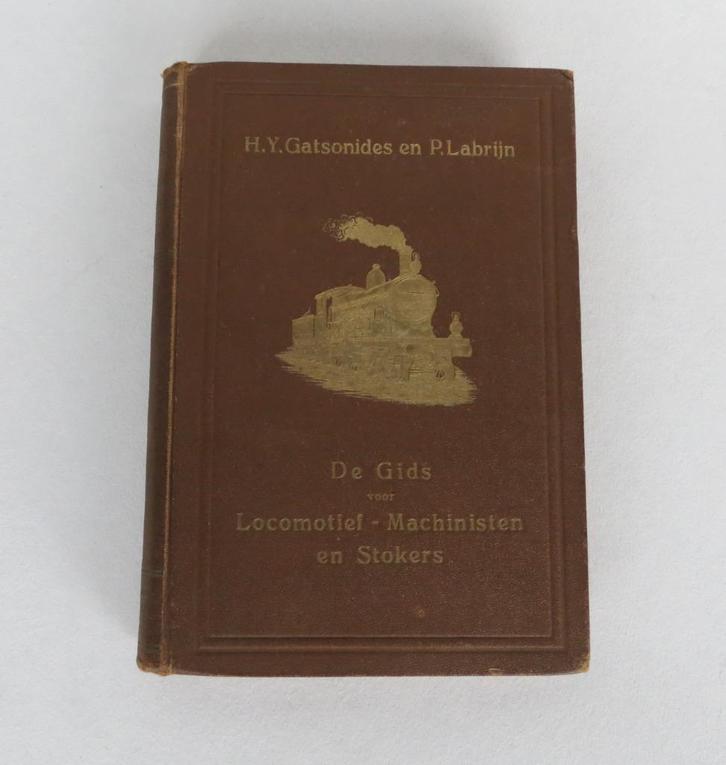 H.Y. Gatsonides en P. Labrijn
De Gids
voor
Locomotief - Machinisten
en Stokers